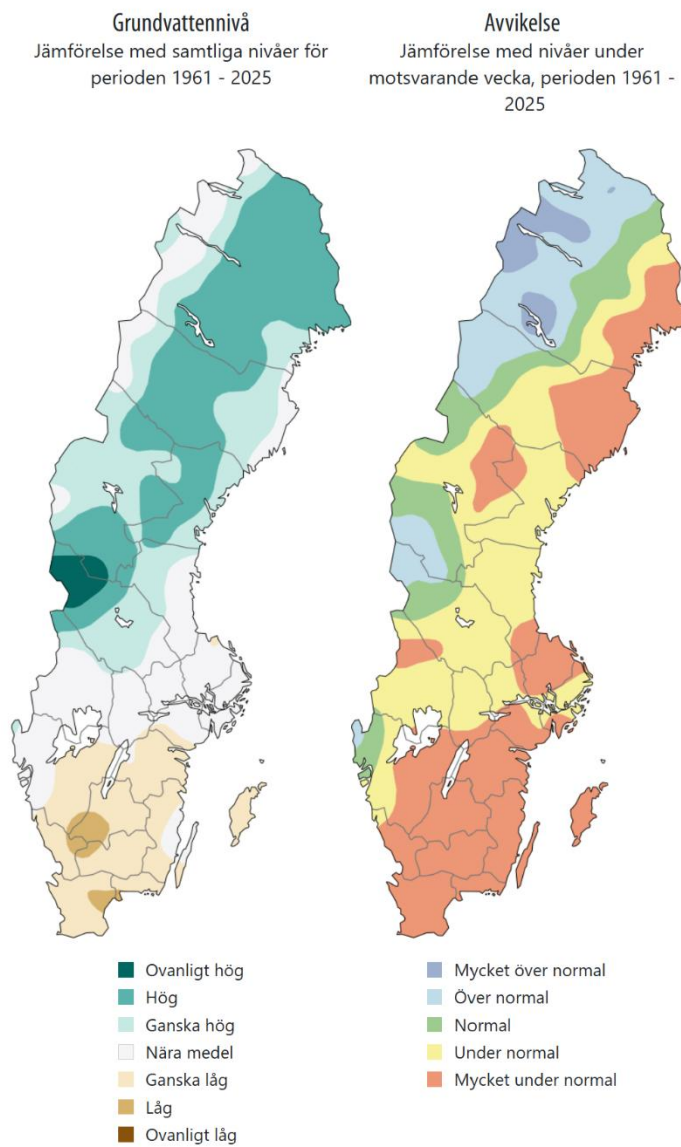 Grundvattennivå
Jämförelse med samtliga nivåer för
perioden 1961 - 2025
Avvikelse
Jämförelse med nivåer under
motsvarande vecka, perioden 1961 -
2025
Ovanligt hög
Hög
Ganska hög
Nära medel
Ganska låg
Låg
Ovanligt låg
Mycket över normal
Över normal
Normal
Under normal
Mycket under normal